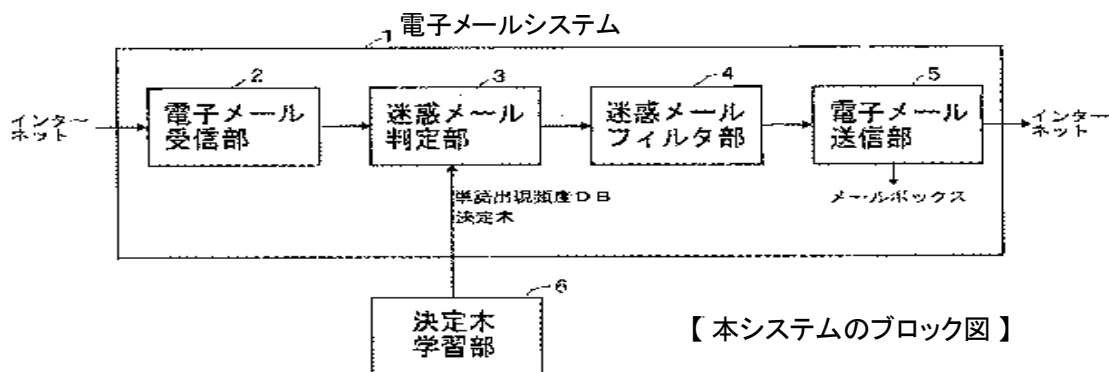 電子メールシステム
1
2
3
4
5
電子メール
受信部
迷惑メール
判定部
迷惑メール
フィルタ部
電子メール
送信部
インター
ネット
インター
ネット
単語出現頻度DB
決定木
メールボックス
6
決定木
学習部
【 本システムのブロック図 】